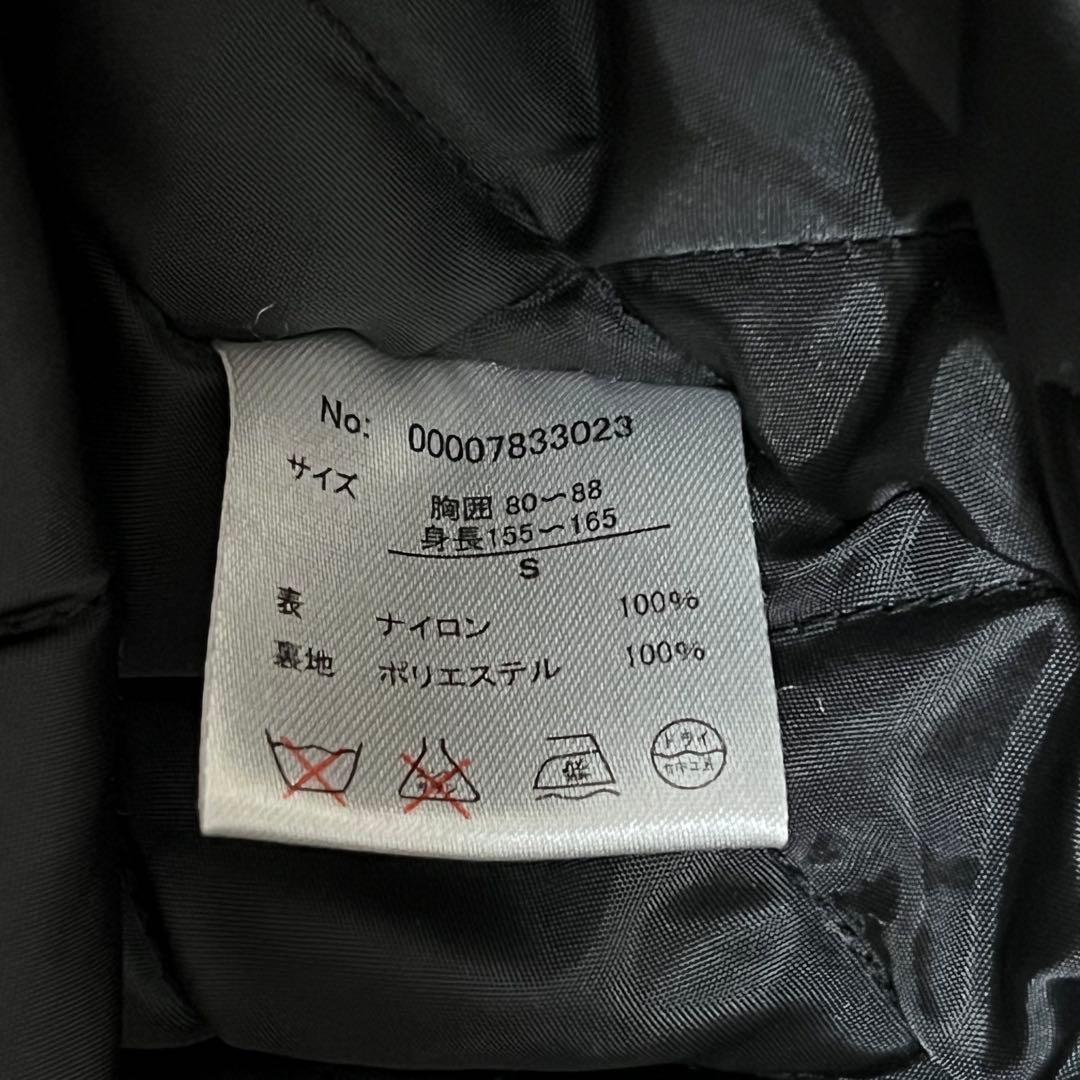 No: 00007833023
サイズ
胸囲 80〜88
身長155〜165
S
表 ナイロン 100%
裏地 ポリエステル 100%
ドライ